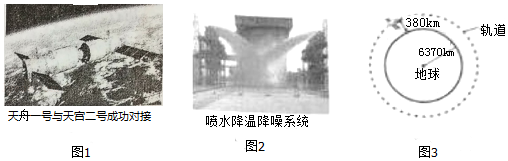 天舟一号与天宫二号成功对接
图1
喷水降温降噪系统
图2
380km
轨道
6370km
地球
图3